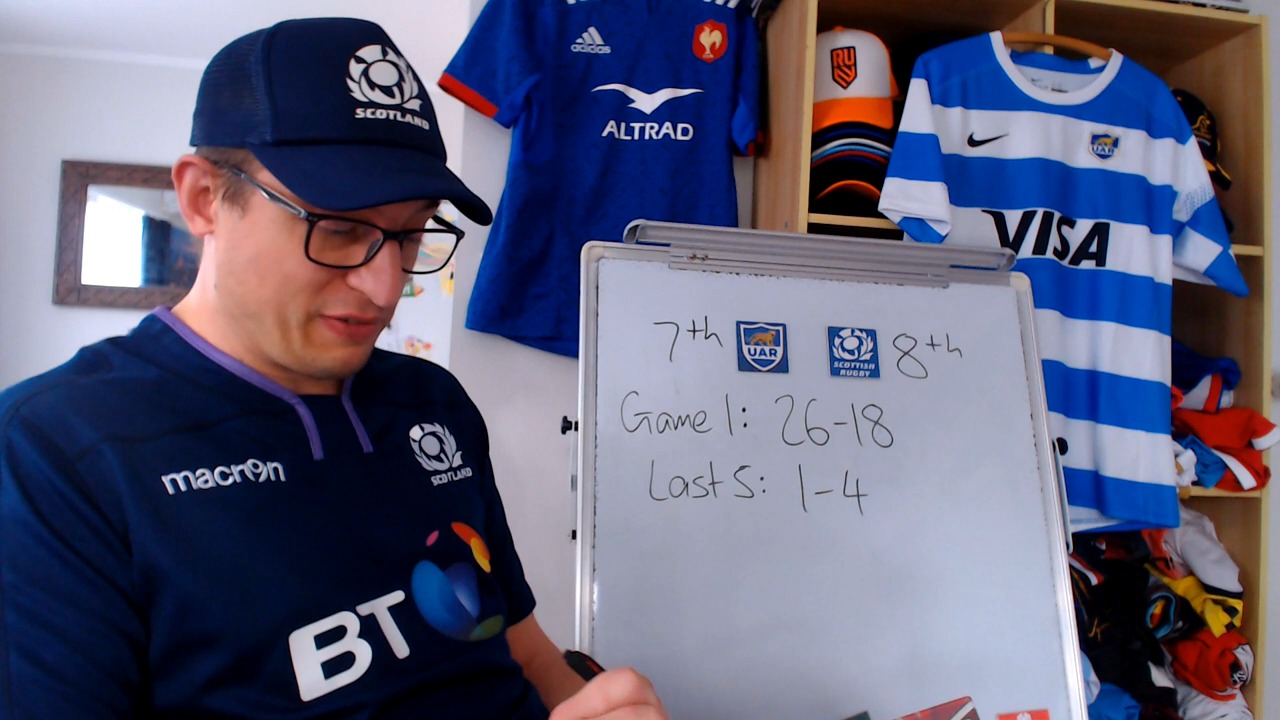 SCOTLAND
adidas
ALTRAD
RU
UAR
VISA
7th UAR SCOTTISH RUGBY 8th
Game 1: 26-18
Last 5: 1-4
macron
SCOTLAND
BT